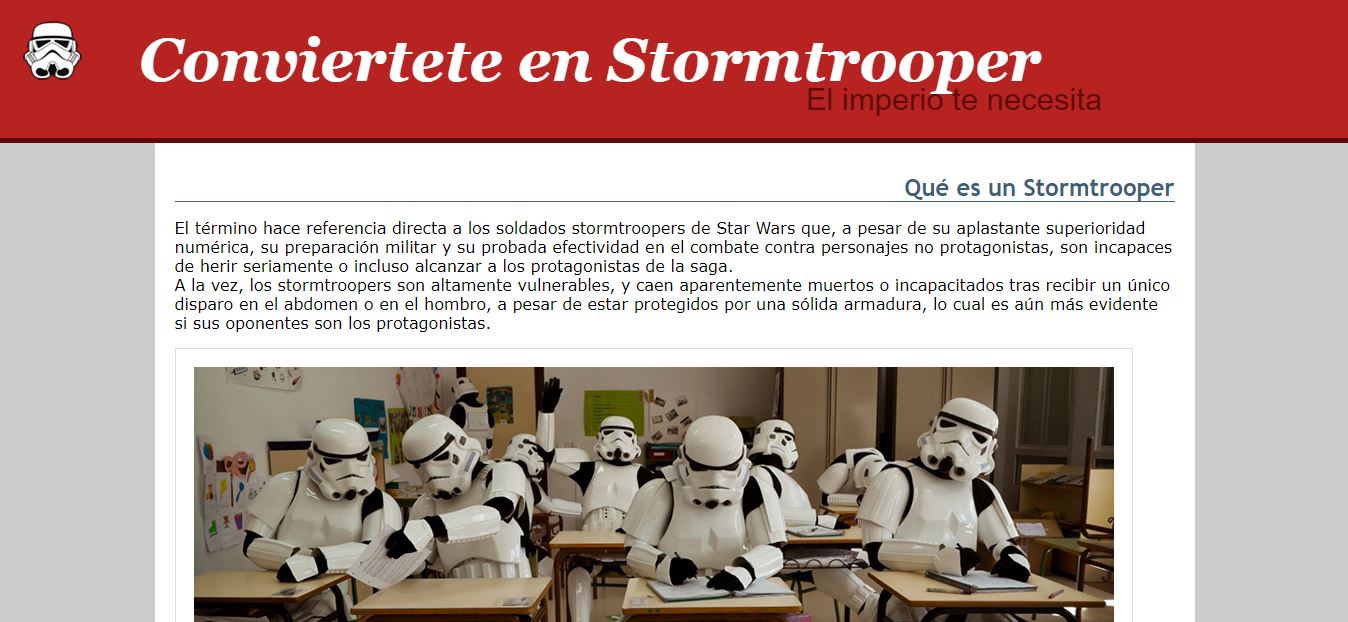 Conviertete en Stormtrooper
El imperio te necesita
Qué es un Stormtrooper
El término hace referencia directa a los soldados stormtroopers de Star Wars que, a pesar de su aplastante superioridad
numérica, su preparación militar y su probada efectividad en el combate contra personajes no protagonistas, son incapaces
de herir seriamente o incluso alcanzar a los protagonistas de la saga.
A la vez, los stormtroopers son altamente vulnerables, y caen aparentemente muertos o incapacitados tras recibir un único
disparo en el abdomen o en el hombro, a pesar de estar protegidos por una sólida armadura, lo cual es aún más evidente
si sus oponentes son los protagonistas.